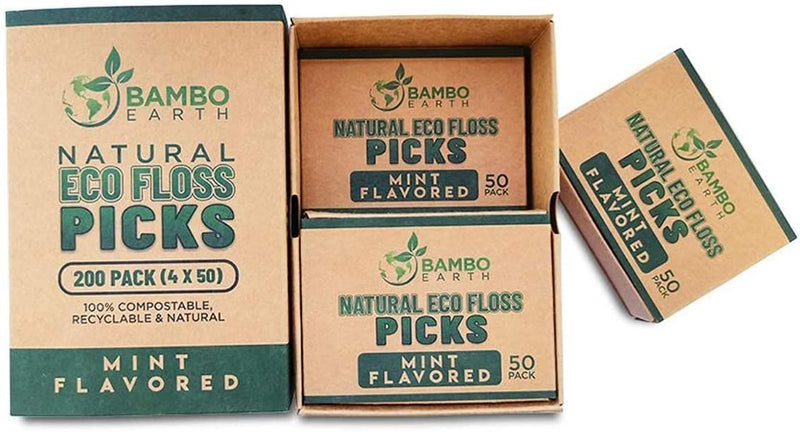 BAMBO
EARTH
NATURAL
ECO FLOSS
PICKS
200 PACK (4 X 50)
100% COMPOSTABLE,
RECYCLABLE & NATURAL
MINT
FLAVORED
BAMBO
EARTH
NATURAL ECO FLOSS
PICKS
MINT
FLAVORED
50
PACK
BAMBO
EARTH
NATURAL ECO FLOSS
PICKS
MINT
FLAVORED
50
PACK
BAMBO
EARTH
NATURAL ECO FLOSS
PICKS
MINT
FLAVORED
50
PACK